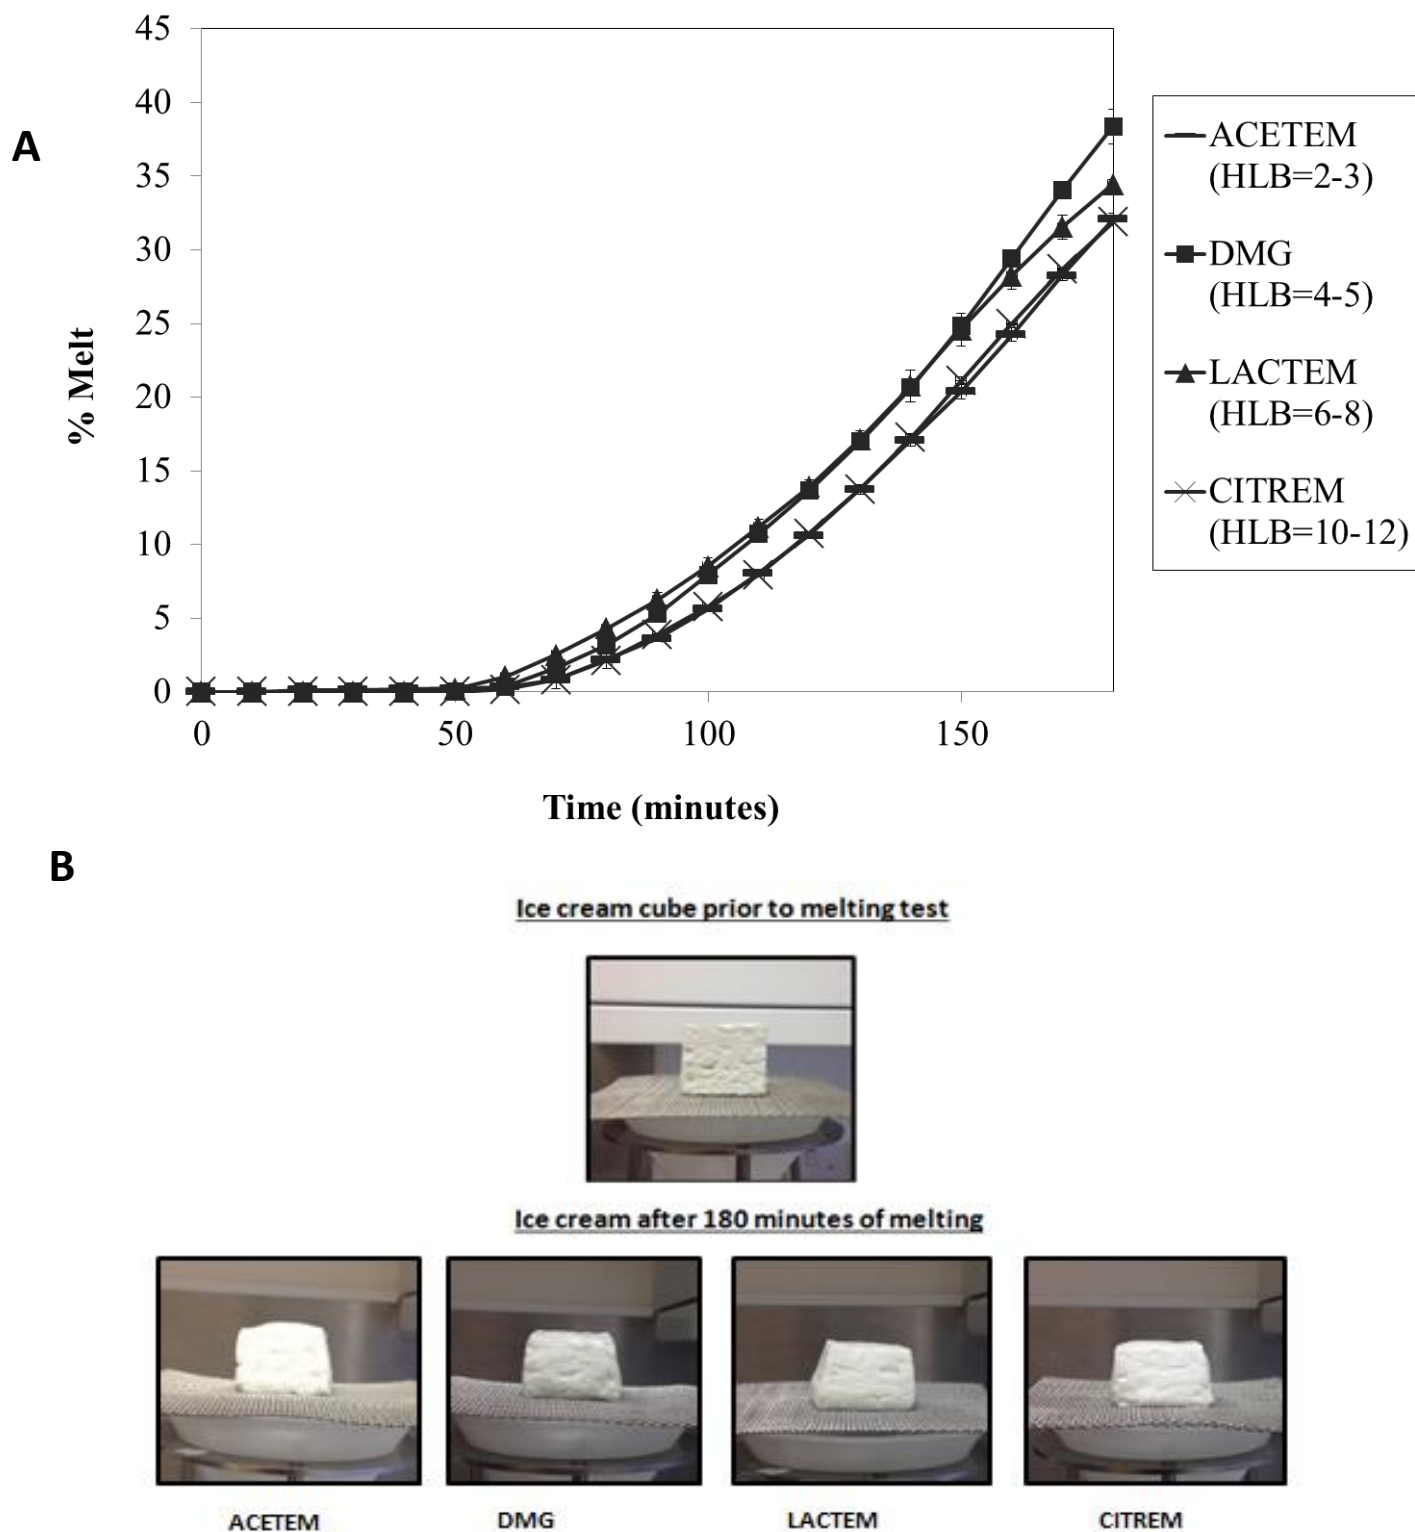 A
45
40
35
30
25
20
15
10
5
0
% Melt
0 50 100 150
Time (minutes)
ACETEM
(HLB=2-3)
DMG
(HLB=4-5)
LACTEM
(HLB=6-8)
CITREM
(HLB=10-12)
B
Ice cream cube prior to melting test
Ice cream after 180 minutes of melting
ACETEM DMG LACTEM CITREM